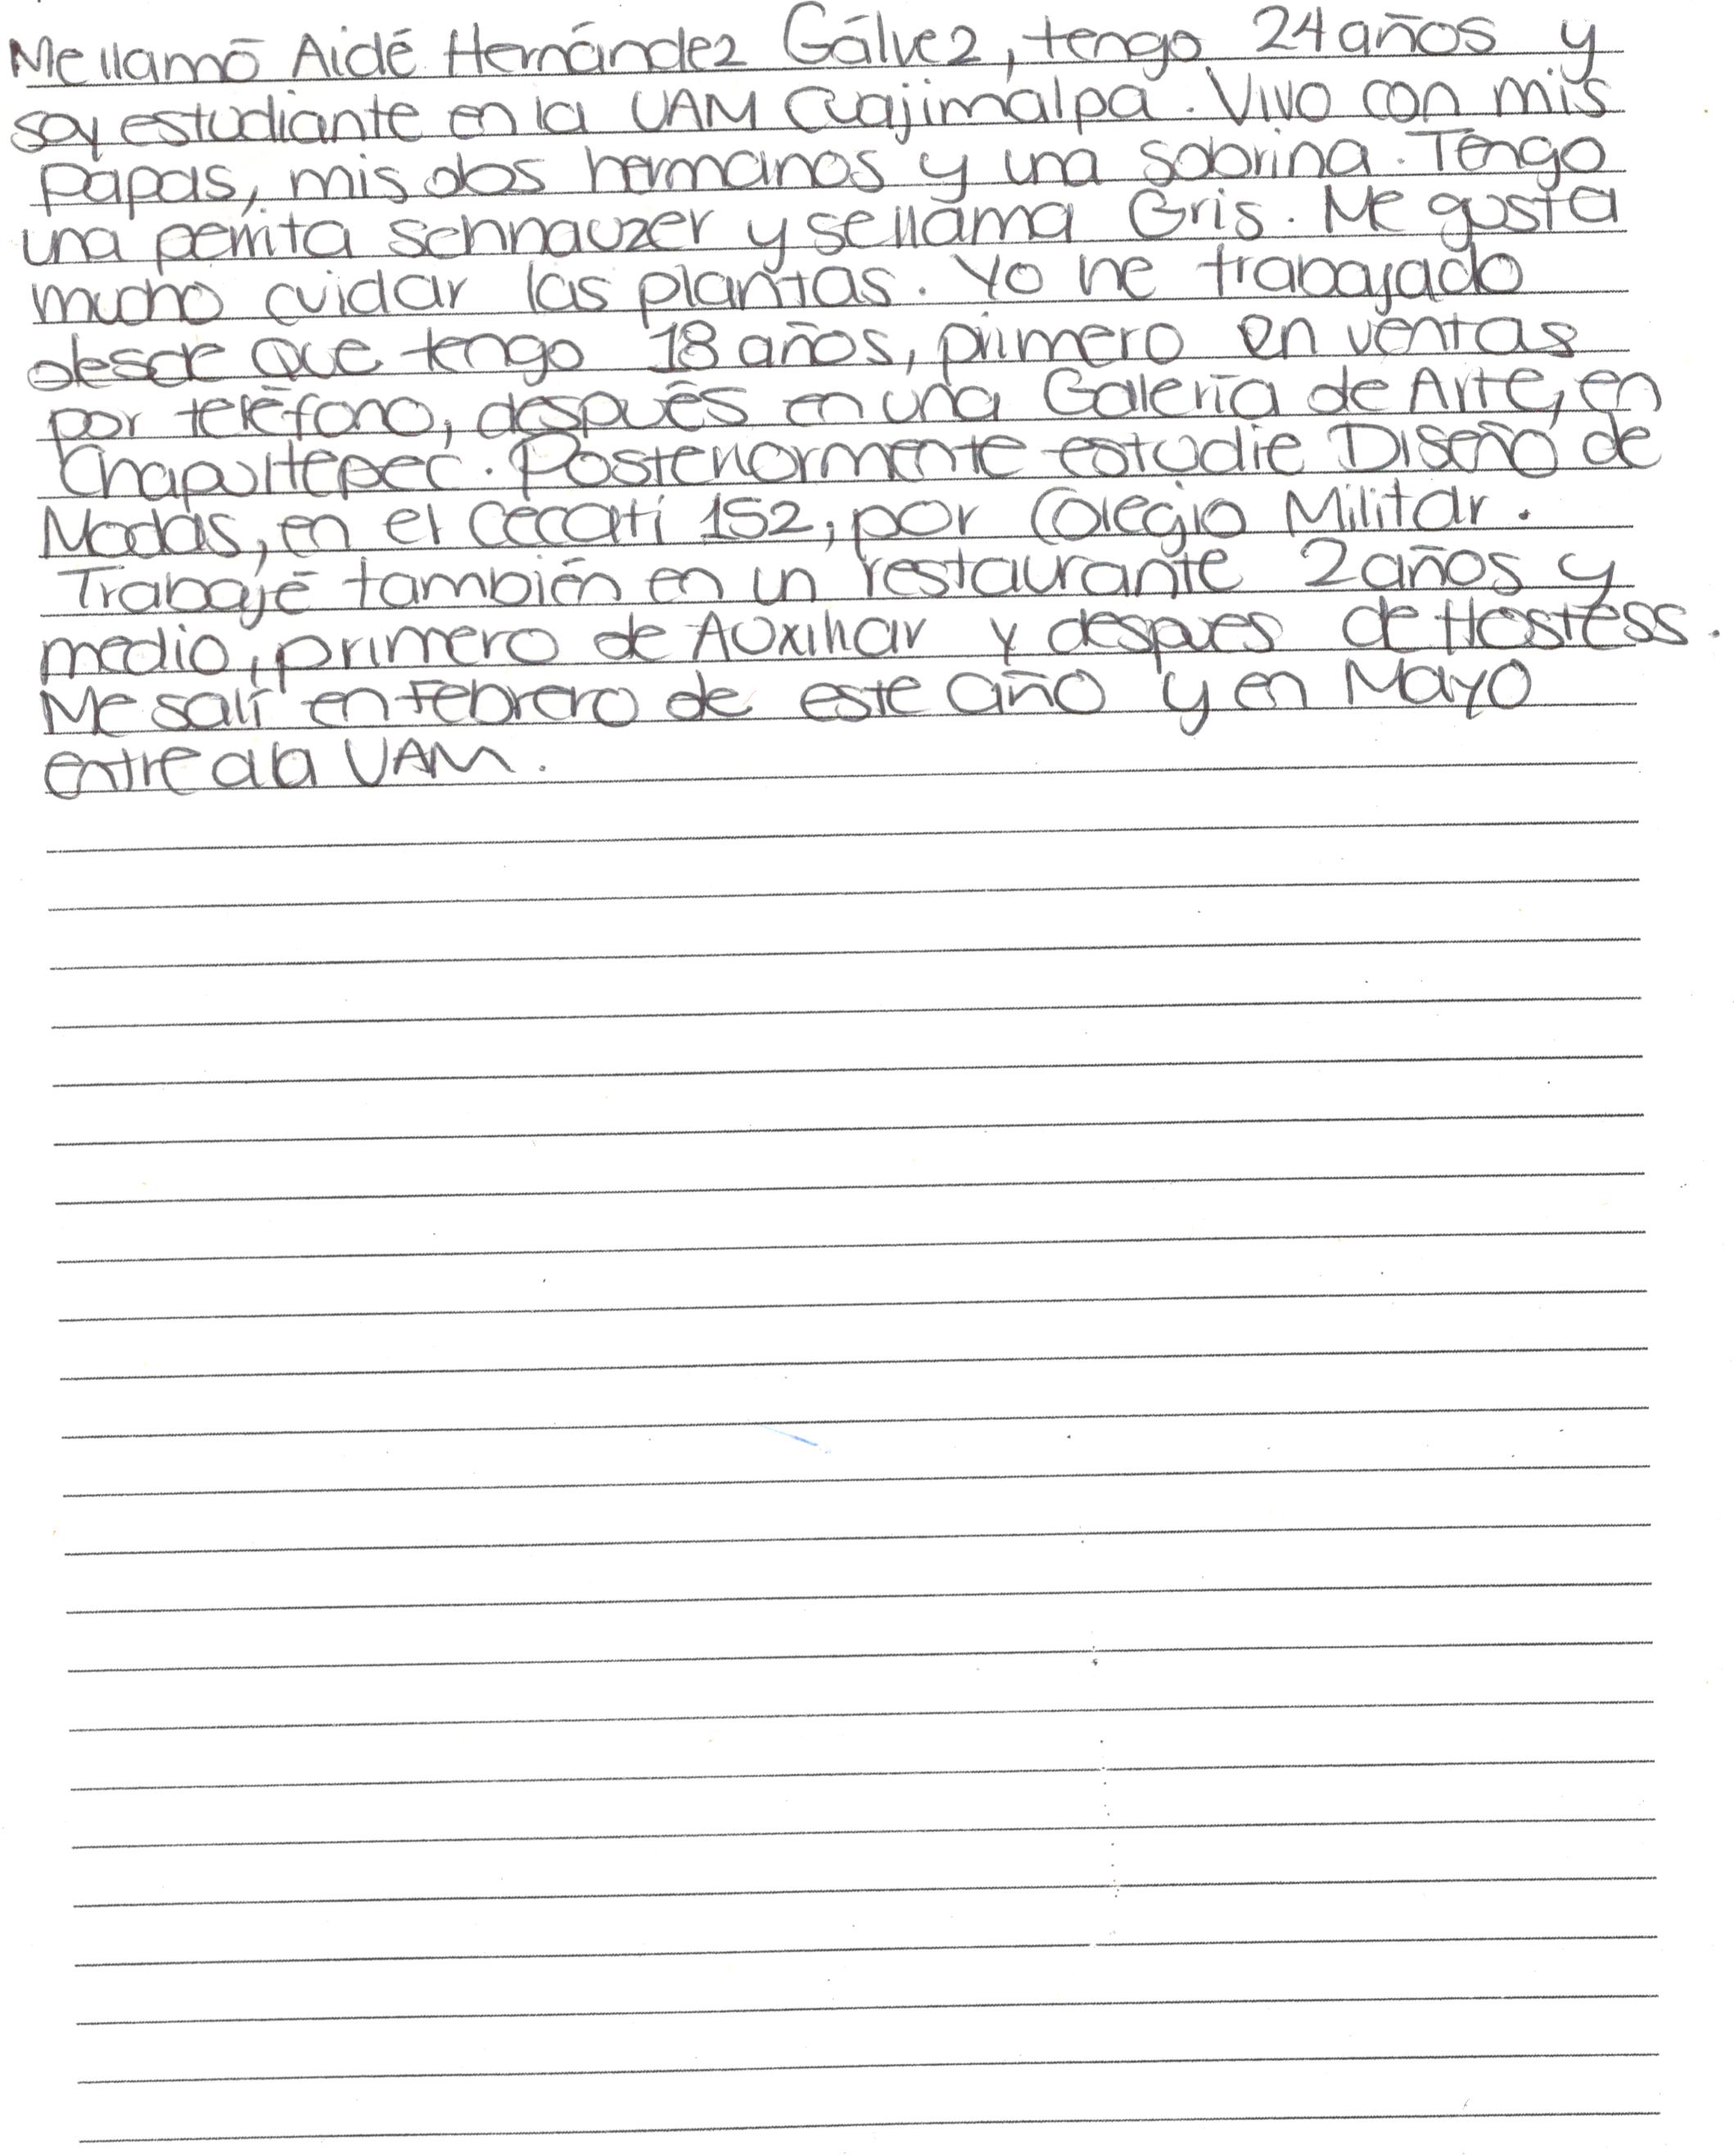 Me llamó Aidé Hernández Gálvez, tengo 24 años y
soy estudiante en la UAM Cuajimalpa. Vivo con mis
papas, mis dos hermanos y una sobrina. Tengo
una perrita schnauzer y se llama Gris. Me gusta
mucho cuidar las plantas. Yo he trabajado
desde que tengo 18 años, primero en ventas
por teléfono, después en una Galería de Arte, en
Chapultepec. Posteriormente estudie Diseño de
Modas, en el cecati 152, por Colegio Militar.
Trabajé también en un restaurante 2 años y
medio, primero de Auxiliar y despues de Hostess.
Me salí en Febrero de este año y en Mayo
entre a la UAM.